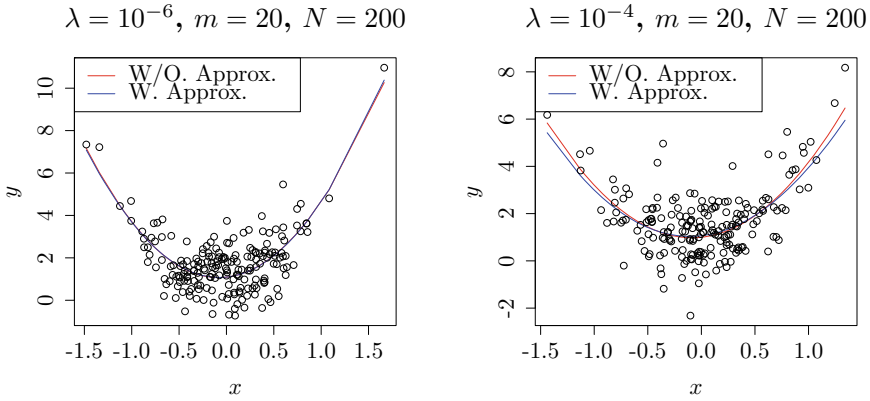 λ = 10⁻⁶, m = 20, N = 200
W/O. Approx.
W. Approx.
y
0 2 4 6 8 10
-1.5 -1.0 -0.5 0.0 0.5 1.0 1.5
x
λ = 10⁻⁴, m = 20, N = 200
W/O. Approx.
W. Approx.
y
-2 0 2 4 6 8
-1.5 -1.0 -0.5 0.0 0.5 1.0
x